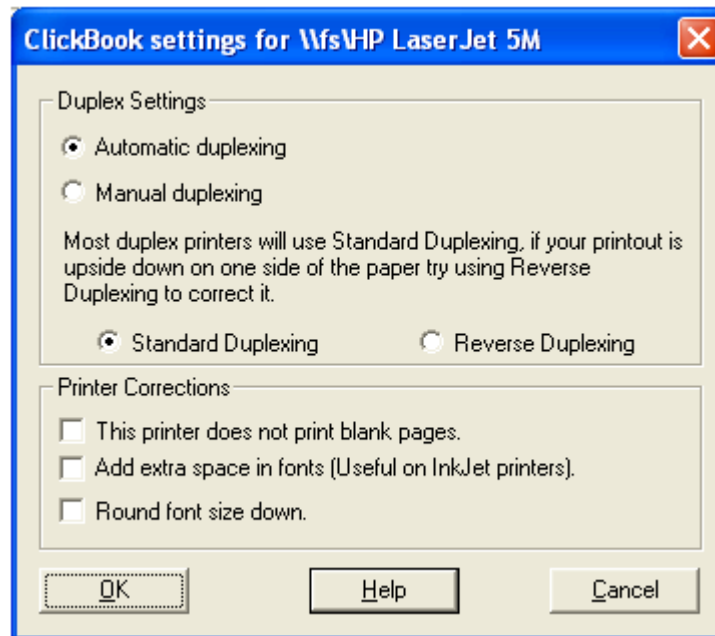 ClickBook settings for \\fs\HP LaserJet 5M
Duplex Settings
Automatic duplexing
Manual duplexing
Most duplex printers will use Standard Duplexing, if your printout is
upside down on one side of the paper try using Reverse
Duplexing to correct it.
Standard Duplexing Reverse Duplexing
Printer Corrections
This printer does not print blank pages.
Add extra space in fonts (Useful on InkJet printers).
Round font size down.
OK Help Cancel